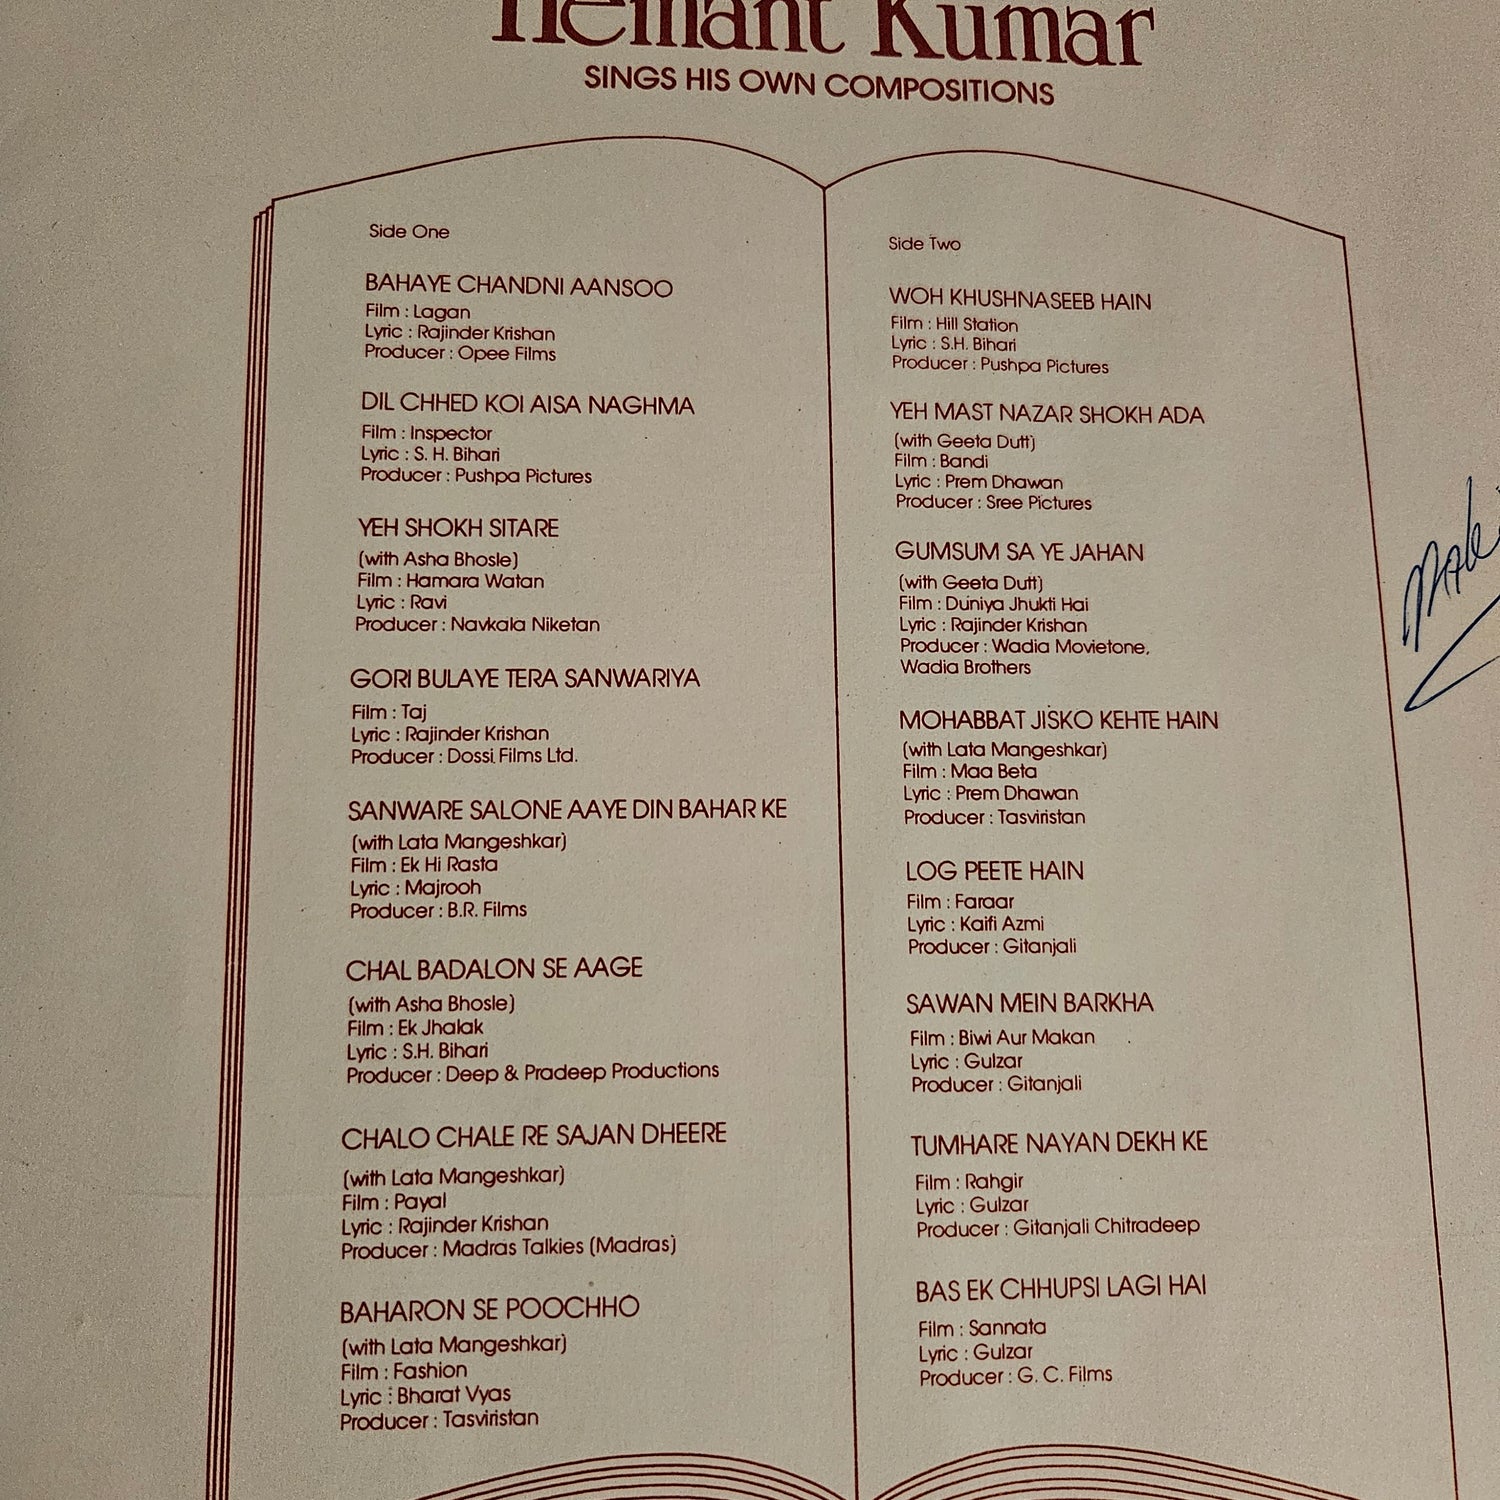 Hemant Kumar
SINGS HIS OWN COMPOSITIONS
Side One
BAHAYE CHANDNI AANSOO
Film : Lagan
Lyric : Rajinder Krishan
Producer : Opee Films
DIL CHHED KOI AISA NAGHMA
Film : Inspector
Lyric : S. H. Bihari
Producer : Pushpa Pictures
YEH SHOKH SITARE
(with Asha Bhosle)
Film : Hamara Watan
Lyric : Ravi
Producer : Navkala Niketan
GORI BULAYE TERA SANWARIYA
Film : Taj
Lyric : Rajinder Krishan
Producer : Dossi Films Ltd.
SANWARE SALONE AAYE DIN BAHAR KE
(with Lata Mangeshkar)
Film : Ek Hi Rasta
Lyric : Majrooh
Producer : B.R. Films
CHAL BADALON SE AAGE
(with Asha Bhosle)
Film : Ek Jhalak
Lyric : S.H. Bihari
Producer : Deep & Pradeep Productions
CHALO CHALE RE SAJAN DHEERE
(with Lata Mangeshkar)
Film : Payal
Lyric : Rajinder Krishan
Producer : Madras Talkies (Madras)
BAHARON SE POOCHHO
(with Lata Mangeshkar)
Film : Fashion
Lyric : Bharat Vyas
Producer : Tasviristan
Side Two
WOH KHUSHNASEEB HAIN
Film : Hill Station
Lyric : S.H. Bihari
Producer : Pushpa Pictures
YEH MAST NAZAR SHOKH ADA
(with Geeta Dutt)
Film : Bandi
Lyric : Prem Dhawan
Producer : Sree Pictures
GUMSUM SA YE JAHAN
(with Geeta Dutt)
Film : Duniya Jhukti Hai
Lyric : Rajinder Krishan
Producer : Wadia Movietone,
Wadia Brothers
MOHABBAT JISKO KEHTE HAIN
(with Lata Mangeshkar)
Film : Maa Beta
Lyric : Prem Dhawan
Producer : Tasviristan
LOG PEETE HAIN
Film : Faraar
Lyric : Kaifi Azmi
Producer : Gitanjali
SAWAN MEIN BARKHA
Film : Biwi Aur Makan
Lyric : Gulzar
Producer : Gitanjali
TUMHARE NAYAN DEKH KE
Film : Rahgir
Lyric : Gulzar
Producer : Gitanjali Chitradeep
BAS EK CHHUPSI LAGI HAI
Film : Sannata
Lyric : Gulzar
Producer : G. C. Films